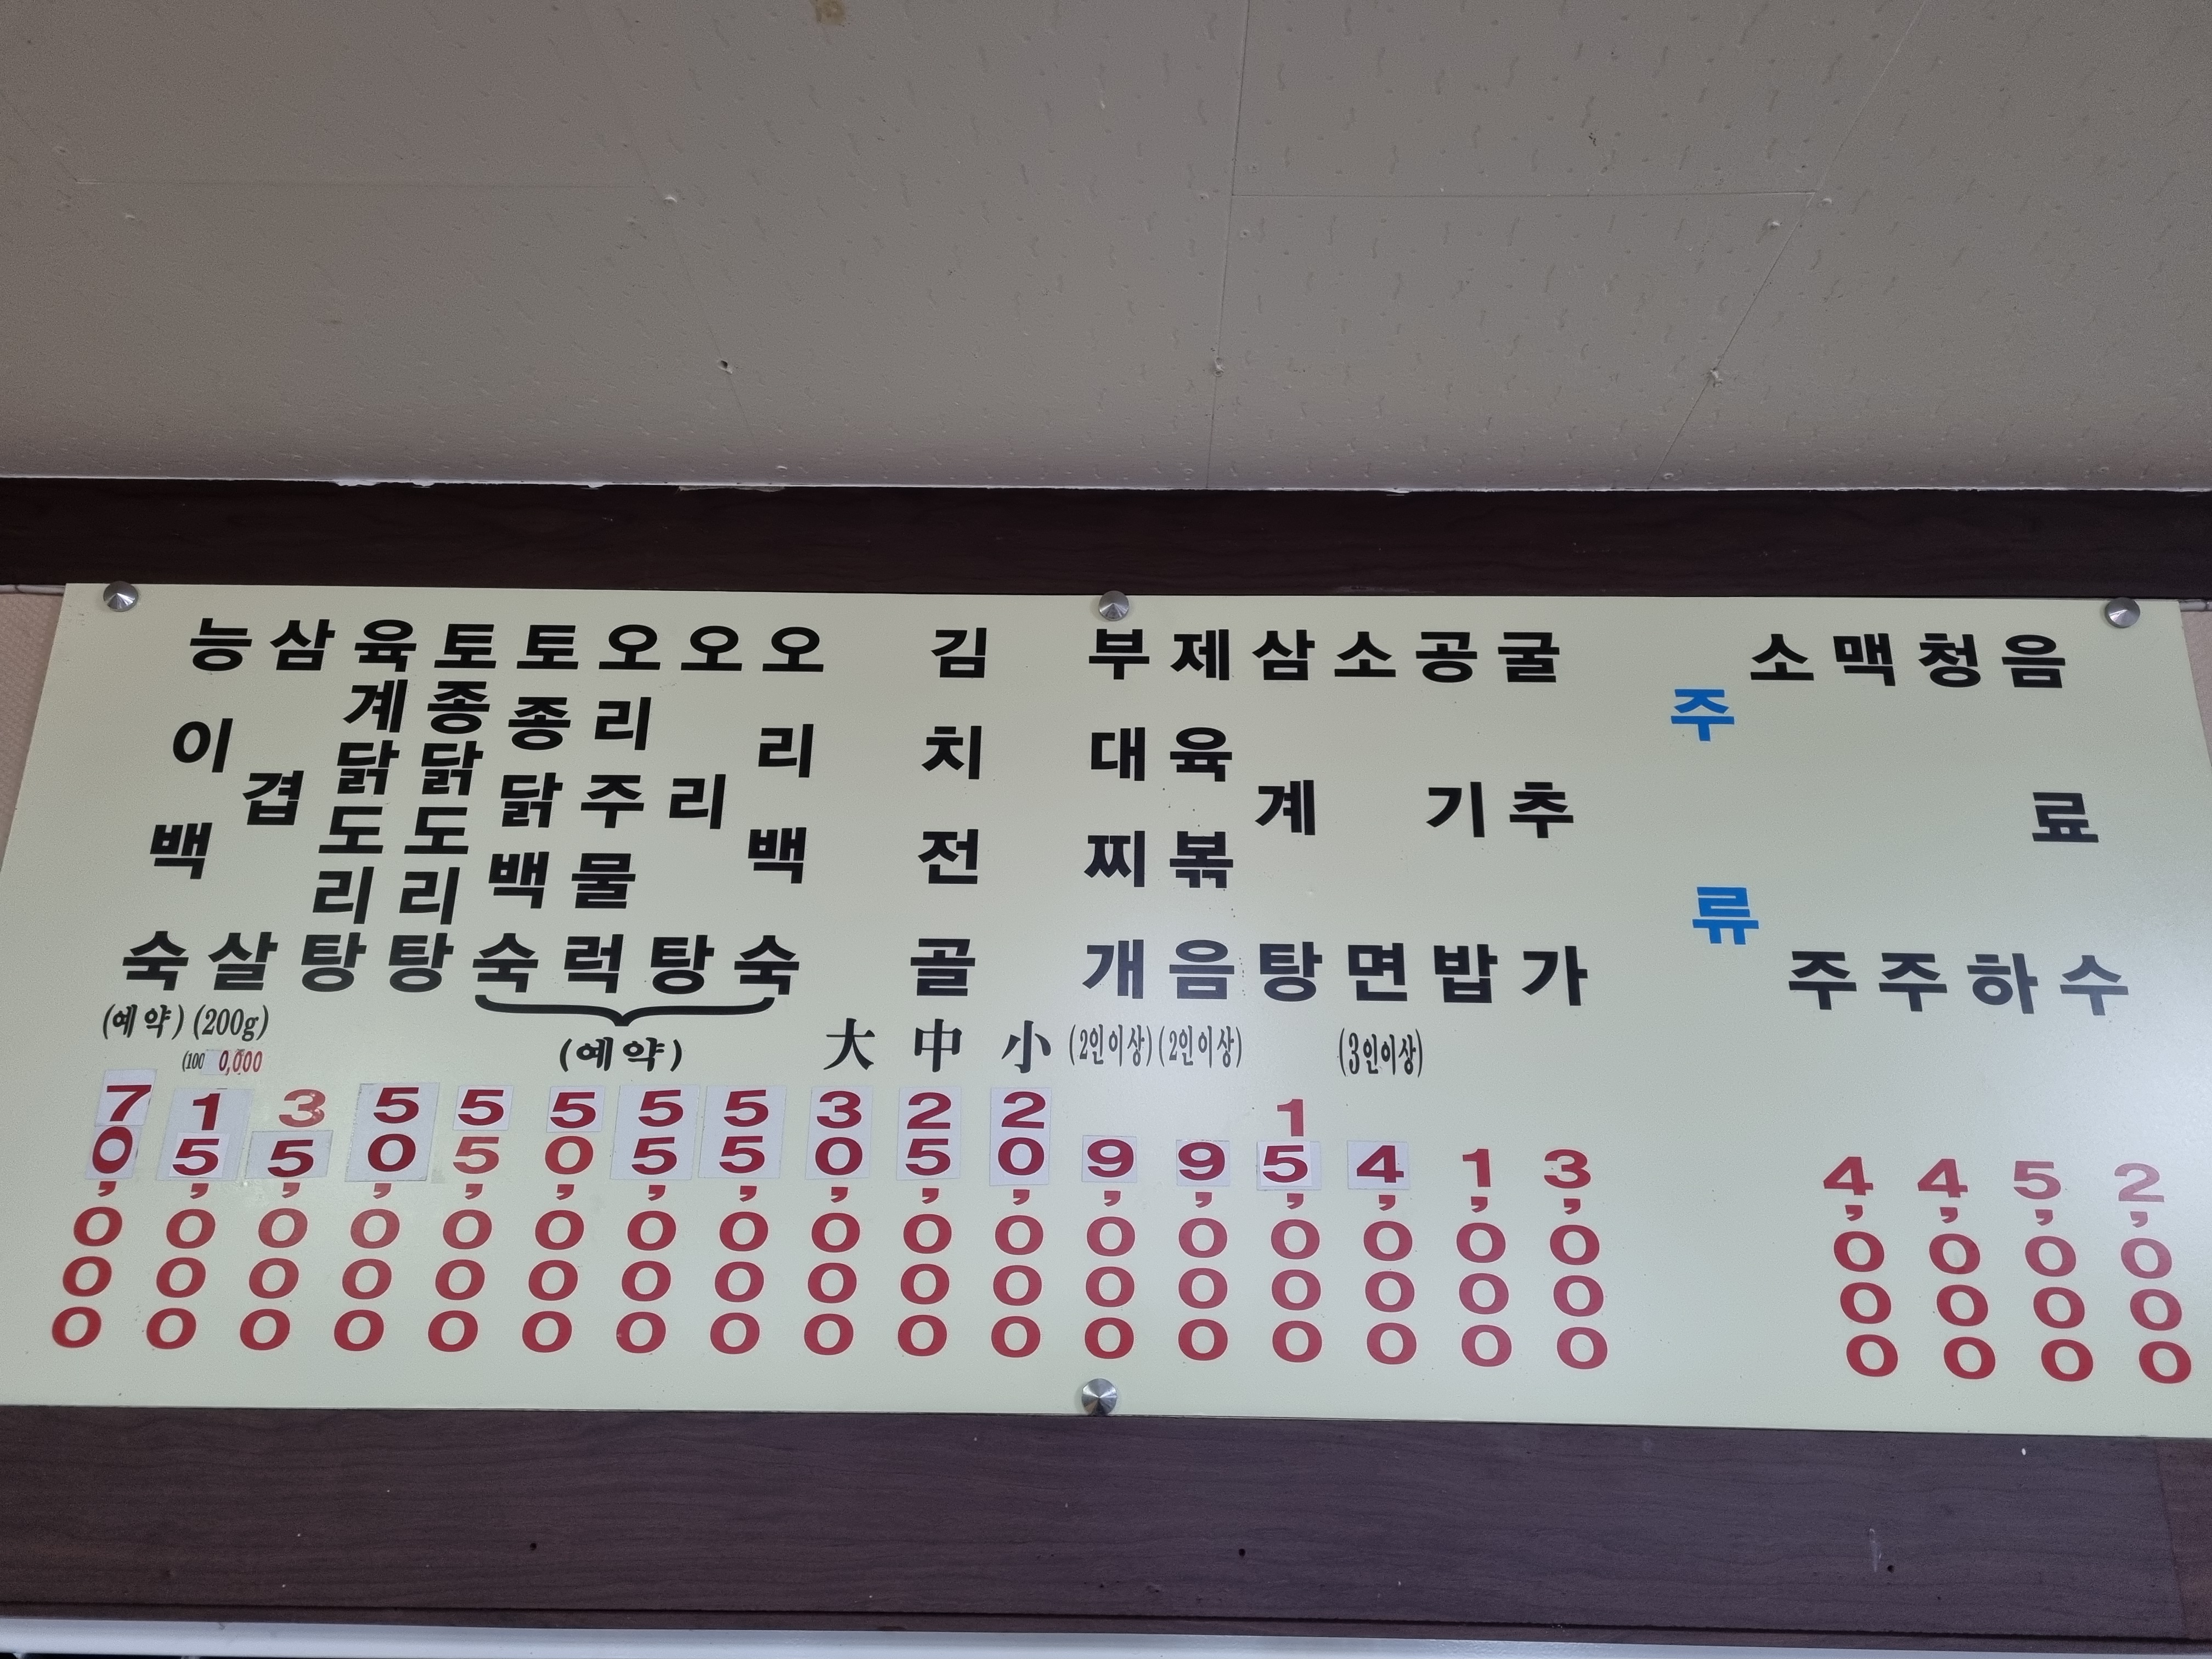 능이백숙
(예약)
70,000
삼겹살
(200g)
(100 0,000
15,000
육계닭도리탕
35,000
토종닭도리탕
50,000
토종닭백숙
55,000
오리주물럭
50,000
오리탕
55,000
오리백숙
55,000
(예약)
김치전골
大
30,000
中
25,000
小
20,000
부대찌개
(2인이상)
9,000
제육볶음
(2인이상)
9,000
삼계탕
15,000
소면
(3인이상)
4,000
공기밥
1,000
굴추가
3,000
주류
소주
4,000
맥주
4,000
청하
5,000
음료수
2,000